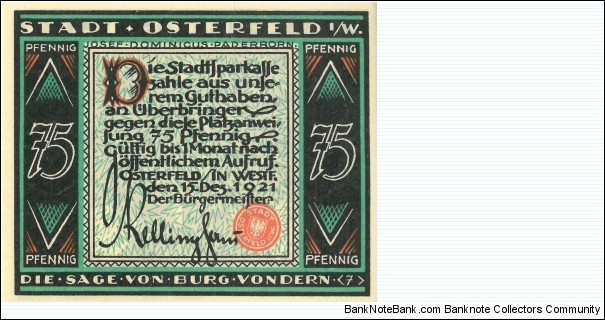 STADT · OSTERFELD I/W.
PFENNIG
JOSEF·DOMINICUS·PADERBORN.
PFENNIG
75
75
Die Stadtsparkasse
zahle aus unse-
rem Guthaben
an Überbringer
gegen diese Platzanwei-
sung 75 Pfennig
Gültig bis 1 Monat nach
öffentlichem Aufruf.
OSTERFELD/IN WESTF.
den 15. Dez. 1921
Der Bürgermeister:
Kellinghaus
STADT
PFENNIG
PFENNIG
DIE·SAGE·VON·BURG·VONDERN·<7>
BankNoteBank.com - Banknote Collectors Community